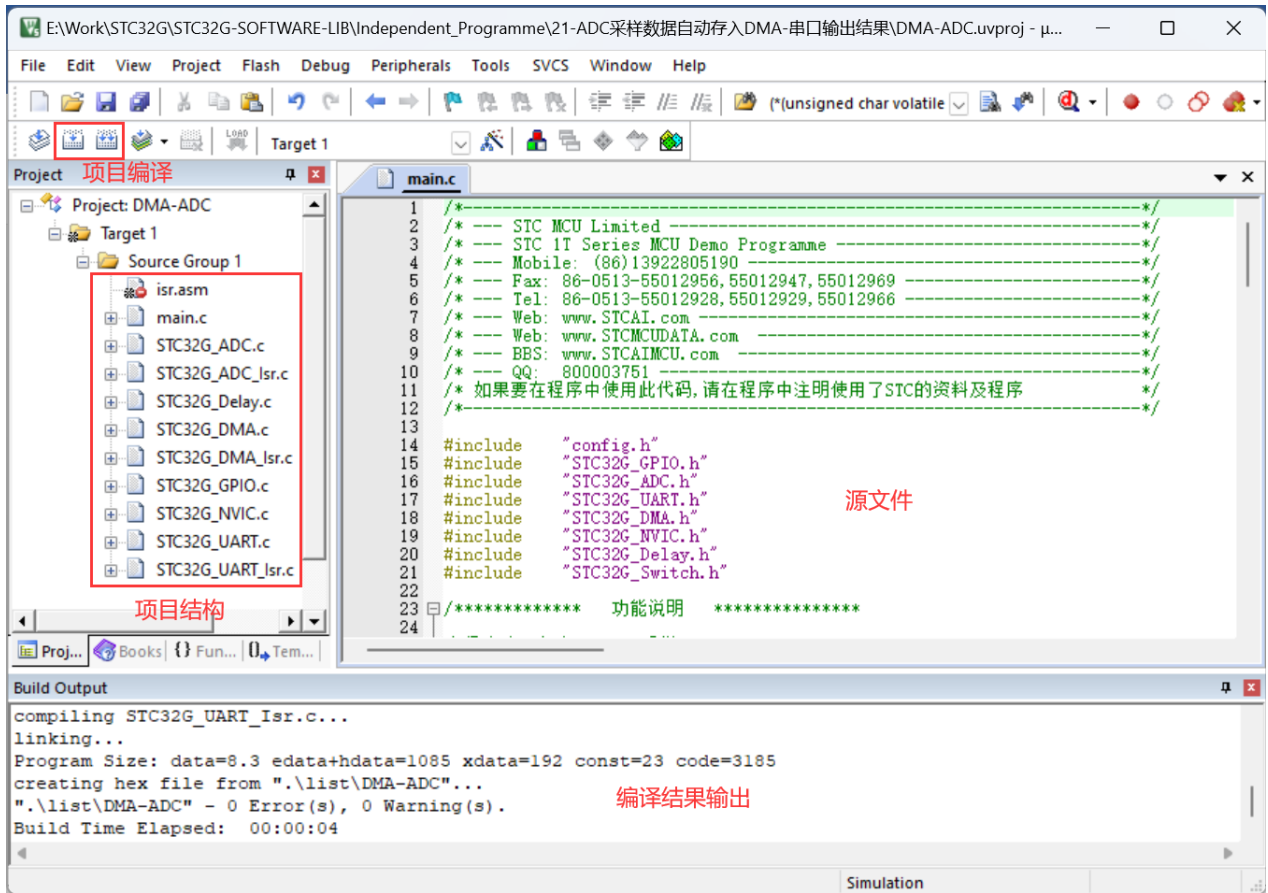 E:\Work\STC32G\STC32G-SOFTWARE-LIB\Independent_Programme\21-ADC采样数据自动存入DMA-串口输出结果\DMA-ADC.uvproj - µ...
File Edit View Project Flash Debug Peripherals Tools SVCS Window Help
(*(unsigned char volatile
LOAD
Target 1
项目编译
Project
main.c
Project: DMA-ADC
Target 1
Source Group 1
isr.asm
main.c
STC32G_ADC.c
STC32G_ADC_Isr.c
STC32G_Delay.c
STC32G_DMA.c
STC32G_DMA_Isr.c
STC32G_GPIO.c
STC32G_NVIC.c
STC32G_UART.c
STC32G_UART_Isr.c
项目结构
Proj... Books {} Fun... Tem...
1 /*---------------------------------------------------------------------*/
2 /* --- STC MCU Limited ------------------------------------------------*/
3 /* --- STC 1T Series MCU Demo Programme -------------------------------*/
4 /* --- Mobile: (86)13922805190 ----------------------------------------*/
5 /* --- Fax: 86-0513-55012956,55012947,55012969 ------------------------*/
6 /* --- Tel: 86-0513-55012928,55012929,55012966 ------------------------*/
7 /* --- Web: www.STCAI.com ---------------------------------------------*/
8 /* --- Web: www.STCMCUDATA.com  ---------------------------------------*/
9 /* --- BBS: www.STCAIMCU.com  -----------------------------------------*/
10 /* --- QQ:  800003751 -------------------------------------------------*/
11 /* 如果要在程序中使用此代码,请在程序中注明使用了STC的资料及程序            */
12 /*---------------------------------------------------------------------*/
13
14 #include    "config.h"
15 #include    "STC32G_GPIO.h"
16 #include    "STC32G_ADC.h"
17 #include    "STC32G_UART.h"
18 #include    "STC32G_DMA.h"
19 #include    "STC32G_NVIC.h"
20 #include    "STC32G_Delay.h"
21 #include    "STC32G_Switch.h"
22
23 /*************   功能说明   ***************
24
源文件
Build Output
compiling STC32G_UART_Isr.c...
linking...
Program Size: data=8.3 edata+hdata=1085 xdata=192 const=23 code=3185
creating hex file from ".\list\DMA-ADC"...
".\list\DMA-ADC" - 0 Error(s), 0 Warning(s).
Build Time Elapsed:  00:00:04
编译结果输出
Simulation